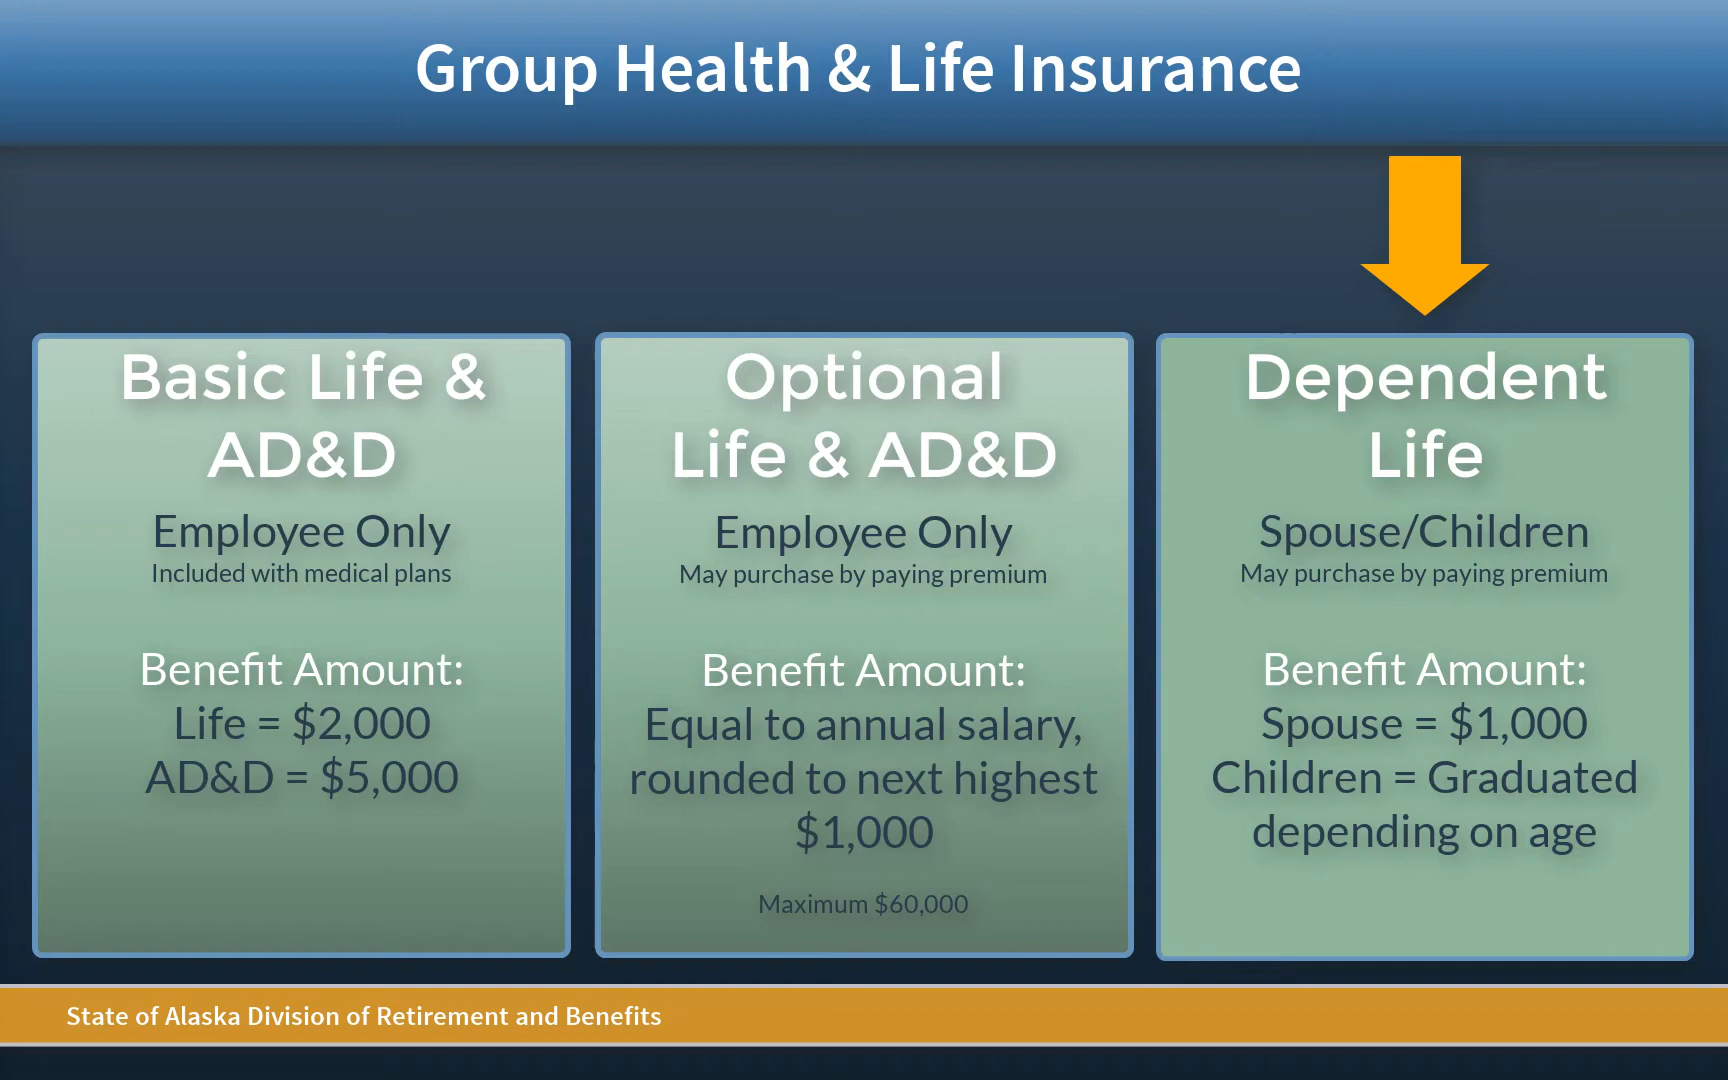 Group Health & Life Insurance
Basic Life &
AD&D
Employee Only
Included with medical plans
Benefit Amount:
Life = $2,000
AD&D = $5,000
Optional
Life & AD&D
Employee Only
May purchase by paying premium
Benefit Amount:
Equal to annual salary,
rounded to next highest
$1,000
Maximum $60,000
Dependent
Life
Spouse/Children
May purchase by paying premium
Benefit Amount:
Spouse = $1,000
Children = Graduated
depending on age
State of Alaska Division of Retirement and Benefits